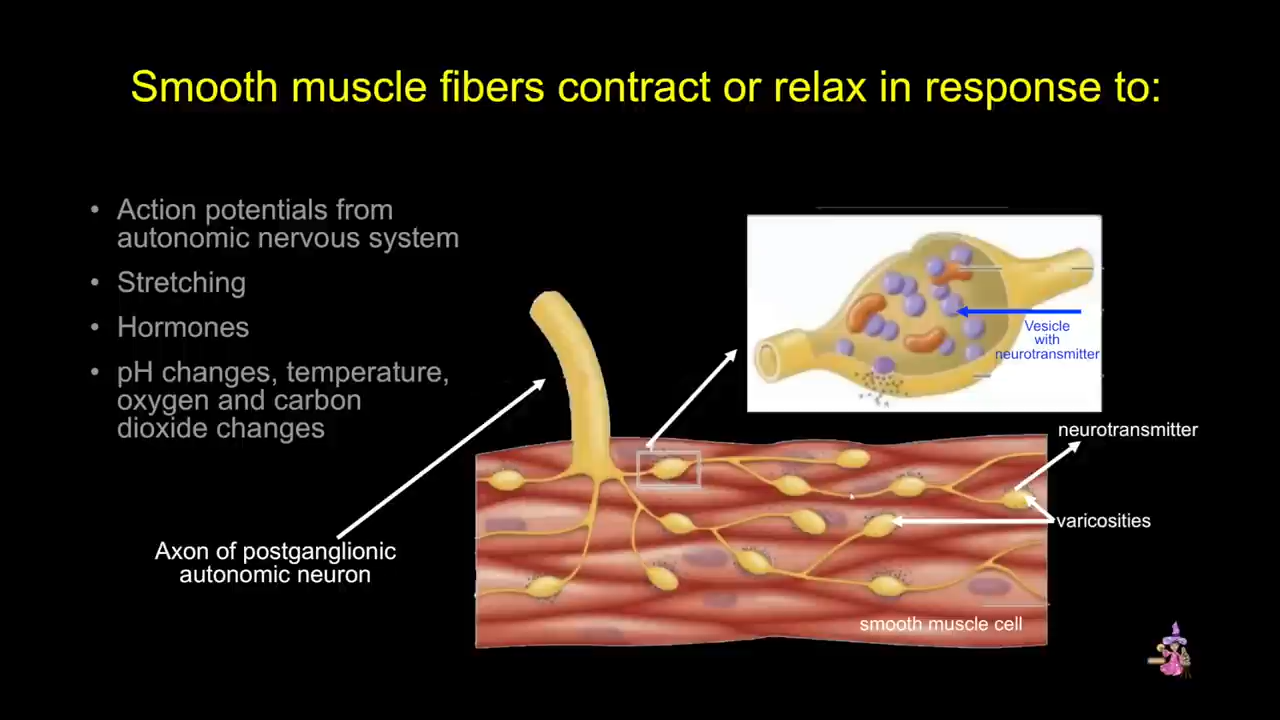 Smooth muscle fibers contract or relax in response to:
• Action potentials from
autonomic nervous system
• Stretching
• Hormones
• pH changes, temperature,
oxygen and carbon
dioxide changes
Vesicle
with
neurotransmitter
neurotransmitter
varicosities
Axon of postganglionic
autonomic neuron
smooth muscle cell